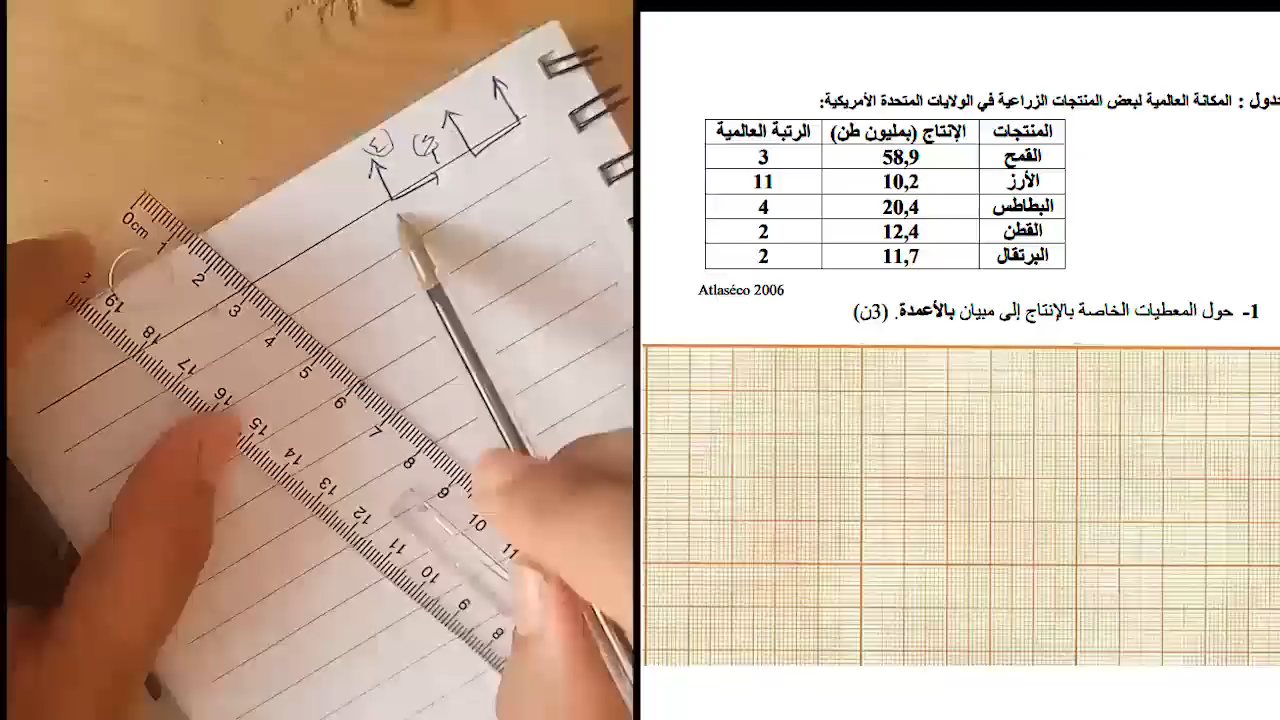 جدول : المكانة العالمية لبعض المنتجات الزراعية في الولايات المتحدة الأمريكية:
المنتجات الإنتاج (بمليون طن) الرتبة العالمية
القمح 58,9 3
الأرز 10,2 11
البطاطس 20,4 4
القطن 12,4 2
البرتقال 11,7 2
Atlaséco 2006
1- حول المعطيات الخاصة بالإنتاج إلى مبيان بالأعمدة. (3ن)
0cm 1 2 3 4 5 6 7 8 9 10 11
19 18 17 16 15 14 13 12 11 10 9 8